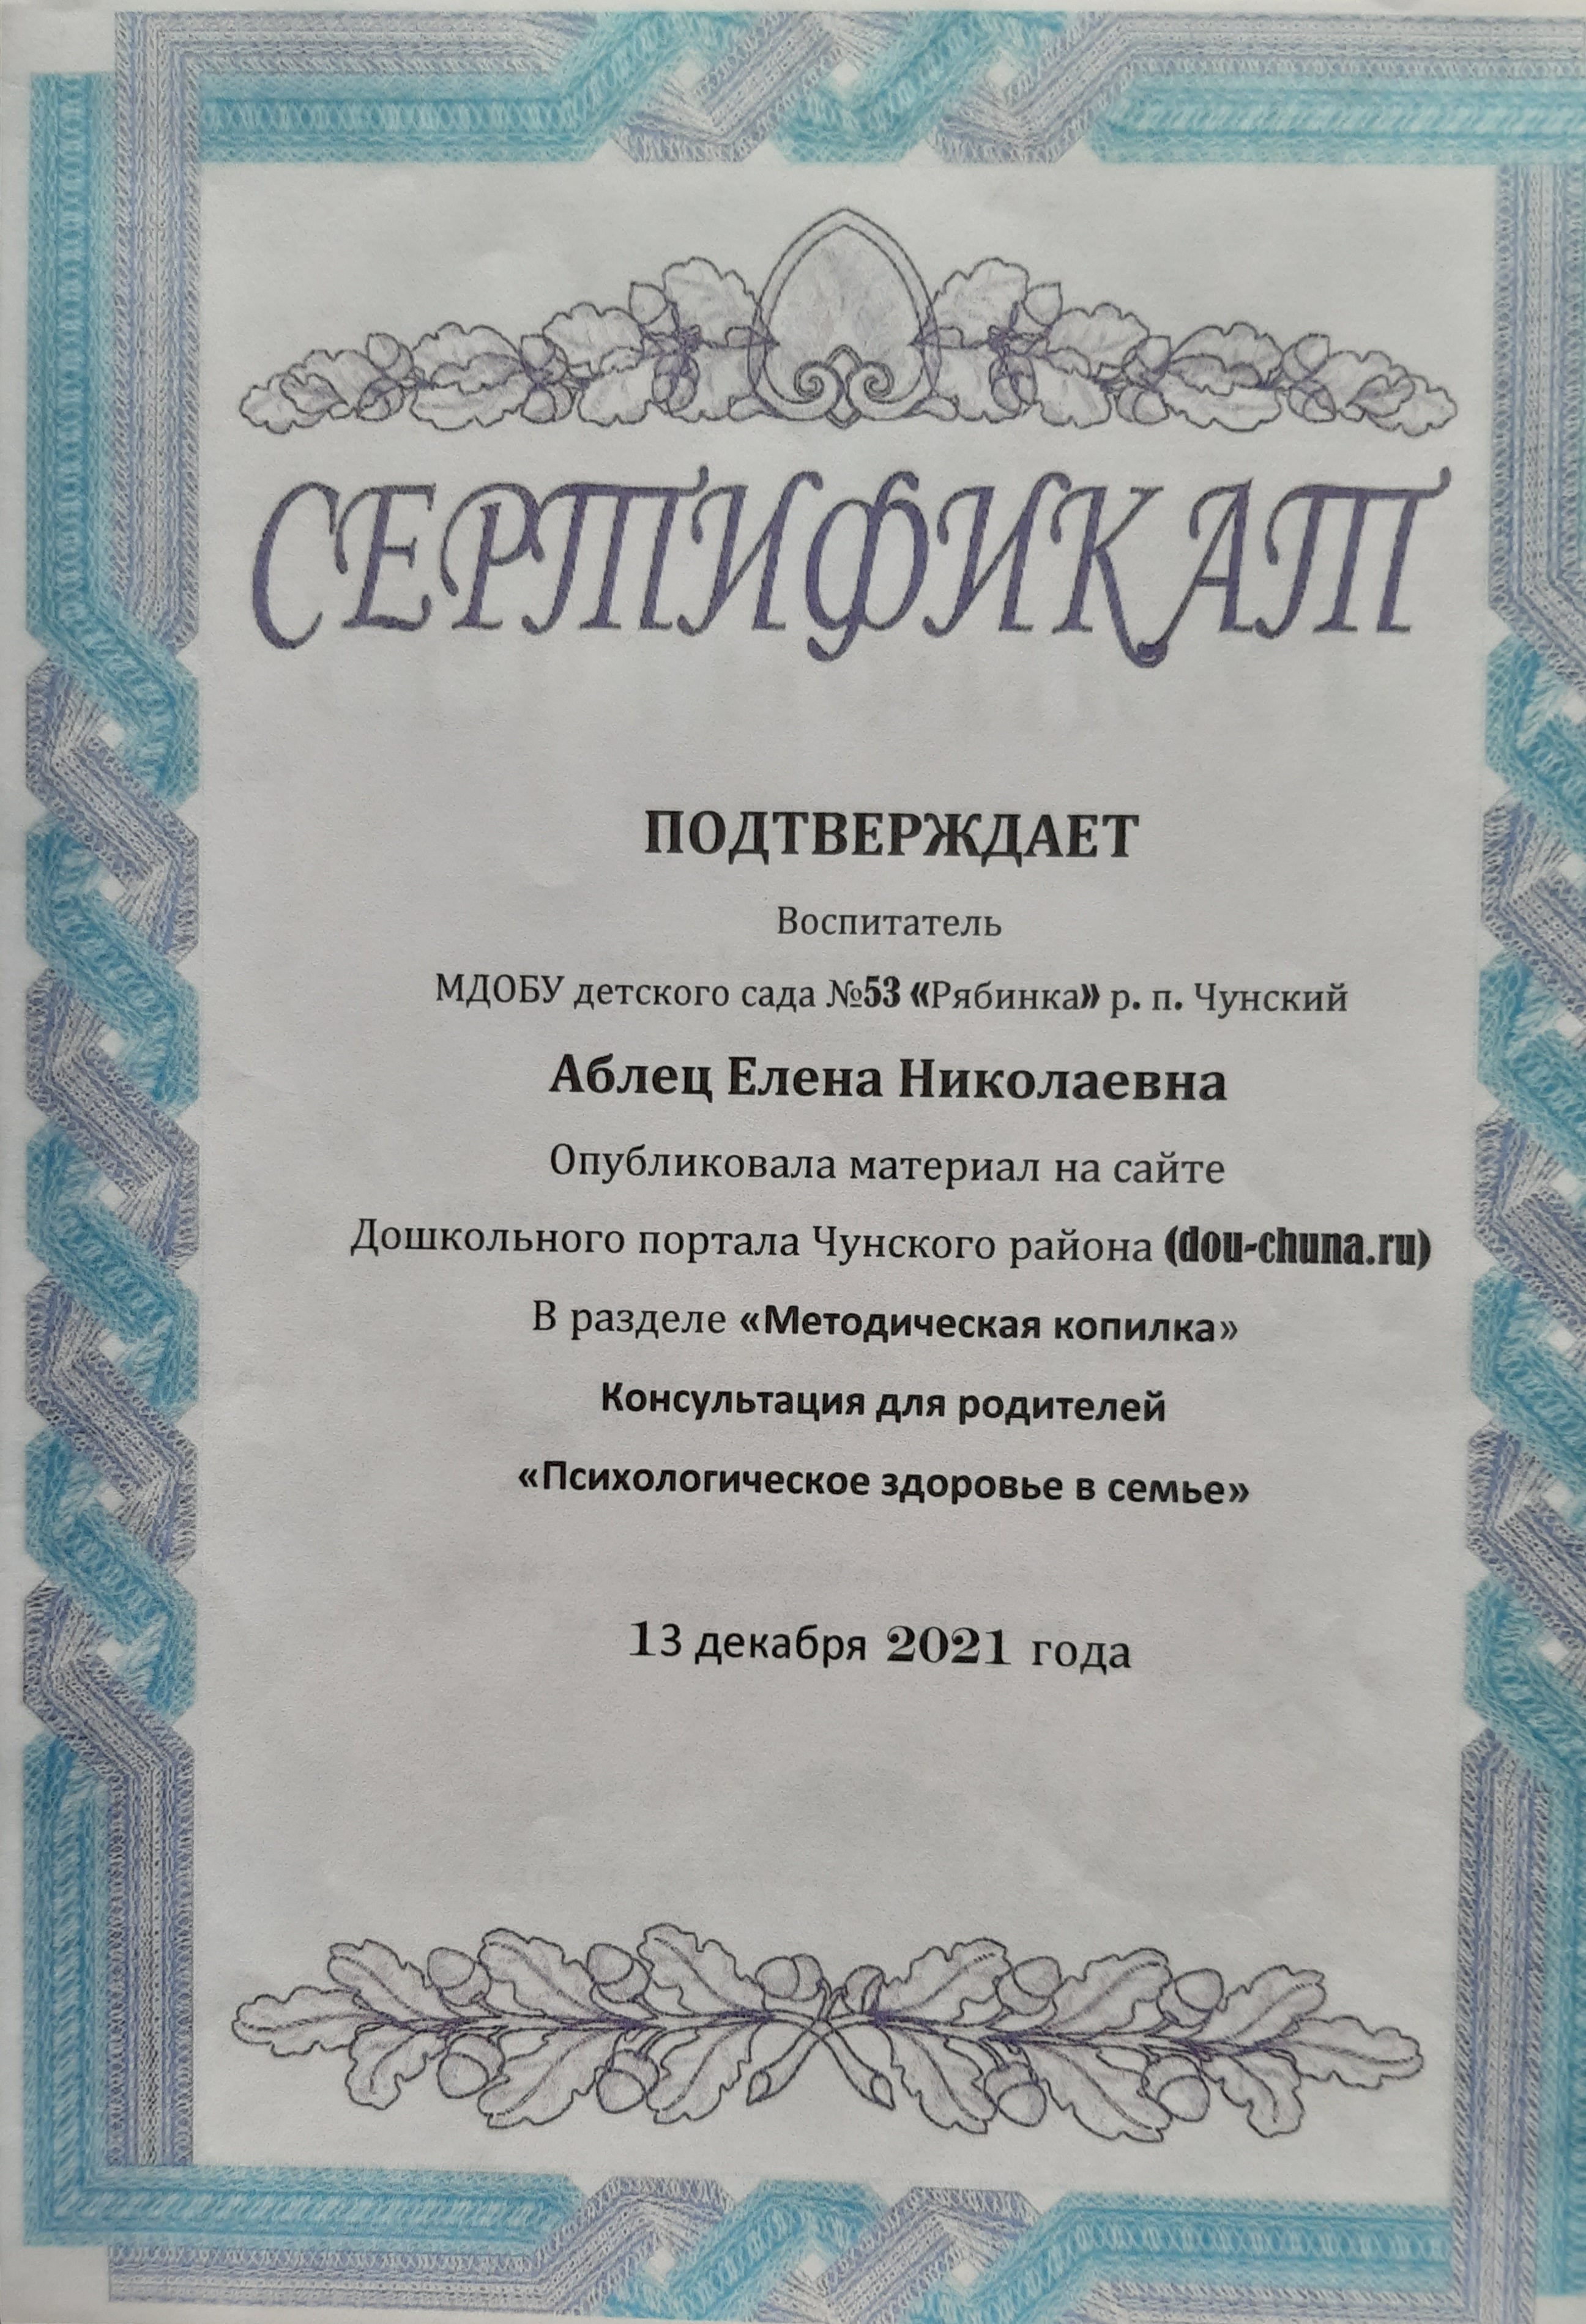 СЕРТИФИКАТ
ПОДТВЕРЖДАЕТ
Воспитатель
МДОБУ детского сада №53 «Рябинка» р. п. Чунский
Аблец Елена Николаевна
Опубликовала материал на сайте
Дошкольного портала Чунского района (dou-chuna.ru)
В разделе «Методическая копилка»
Консультация для родителей
«Психологическое здоровье в семье»
13 декабря 2021 года